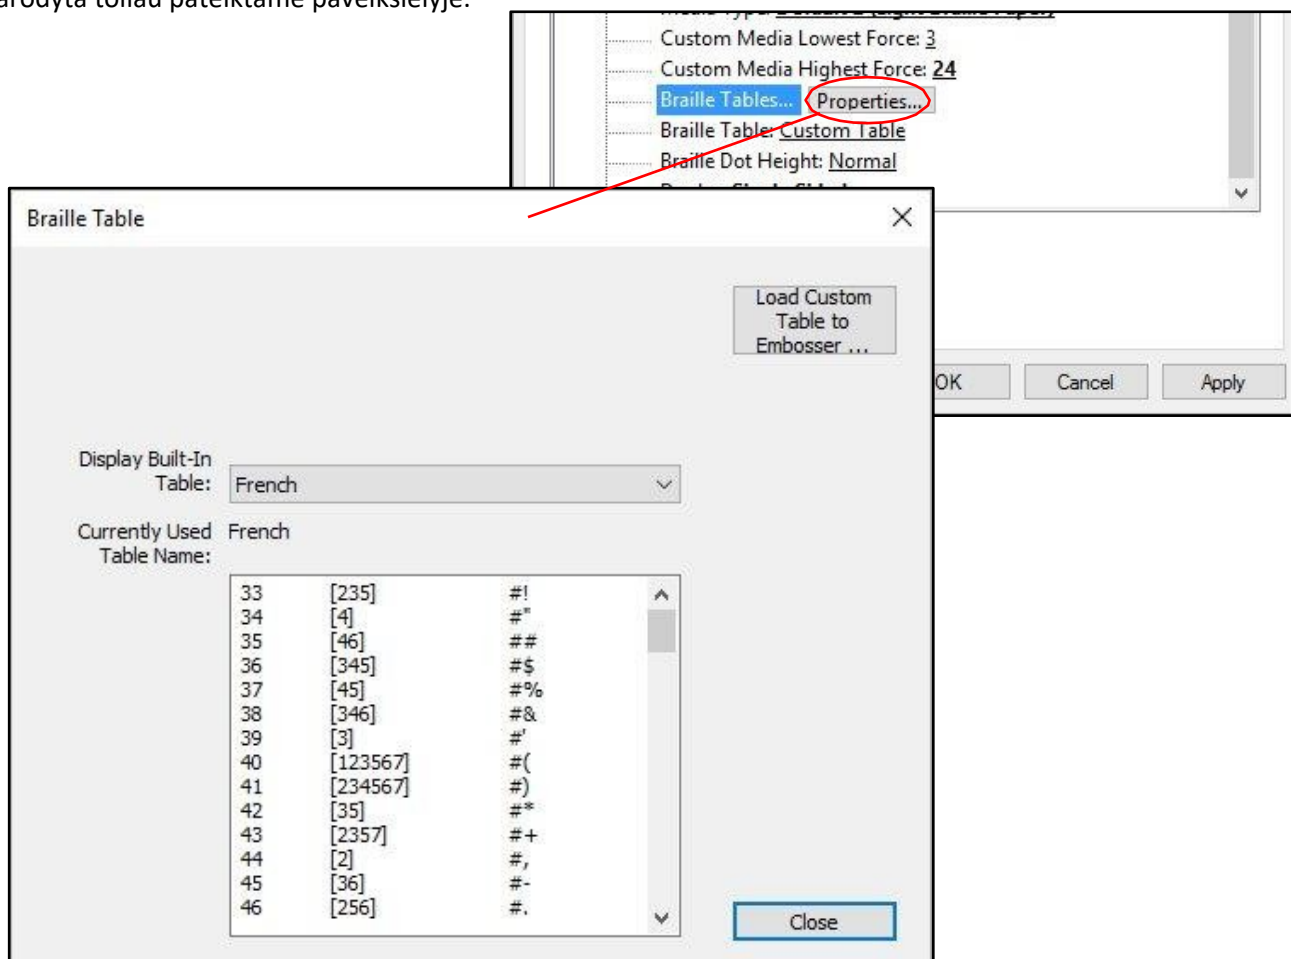 toliau pateiktame paveikslėlyje.
Custom Media Lowest Force: 3
Custom Media Highest Force: 24
Braille Tables... Properties...
Braille Table: Custom Table
Braille Dot Height: Normal
OK Cancel Apply
Braille Table
Load Custom
Table to
Embosser ...
Display Built-In
Table: French
Currently Used French
Table Name:
33 [235] #!
34 [4] #"
35 [46] ##
36 [345] #$
37 [45] #%
38 [346] #&
39 [3] #'
40 [123567] #(
41 [234567] #)
42 [35] #*
43 [2357] #+
44 [2] #,
45 [36] #-
46 [256] #.
Close